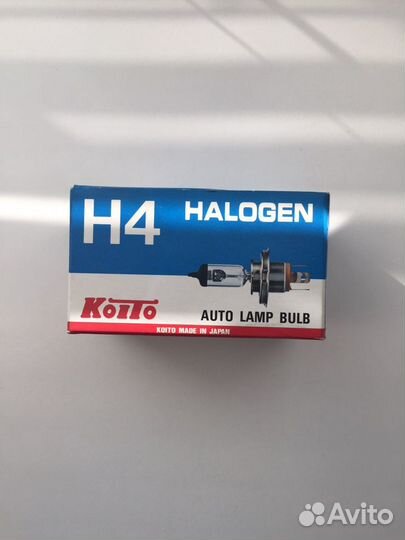 H4 HALOGEN
KOITO AUTO LAMP BULB
KOITO MADE IN JAPAN
Avito